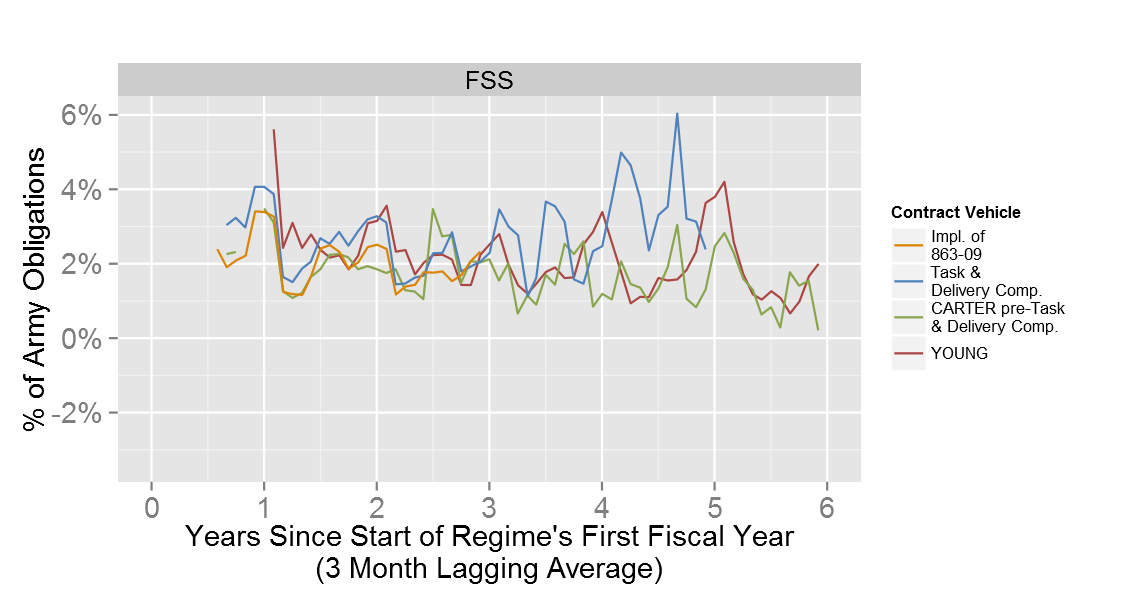 FSS
6%
4%
2%
0%
-2%
% of Army Obligations
0 1 2 3 4 5 6
Years Since Start of Regime's First Fiscal Year
(3 Month Lagging Average)
Contract Vehicle
Impl. of
863-09
Task &
Delivery Comp.
CARTER pre-Task
& Delivery Comp.
YOUNG